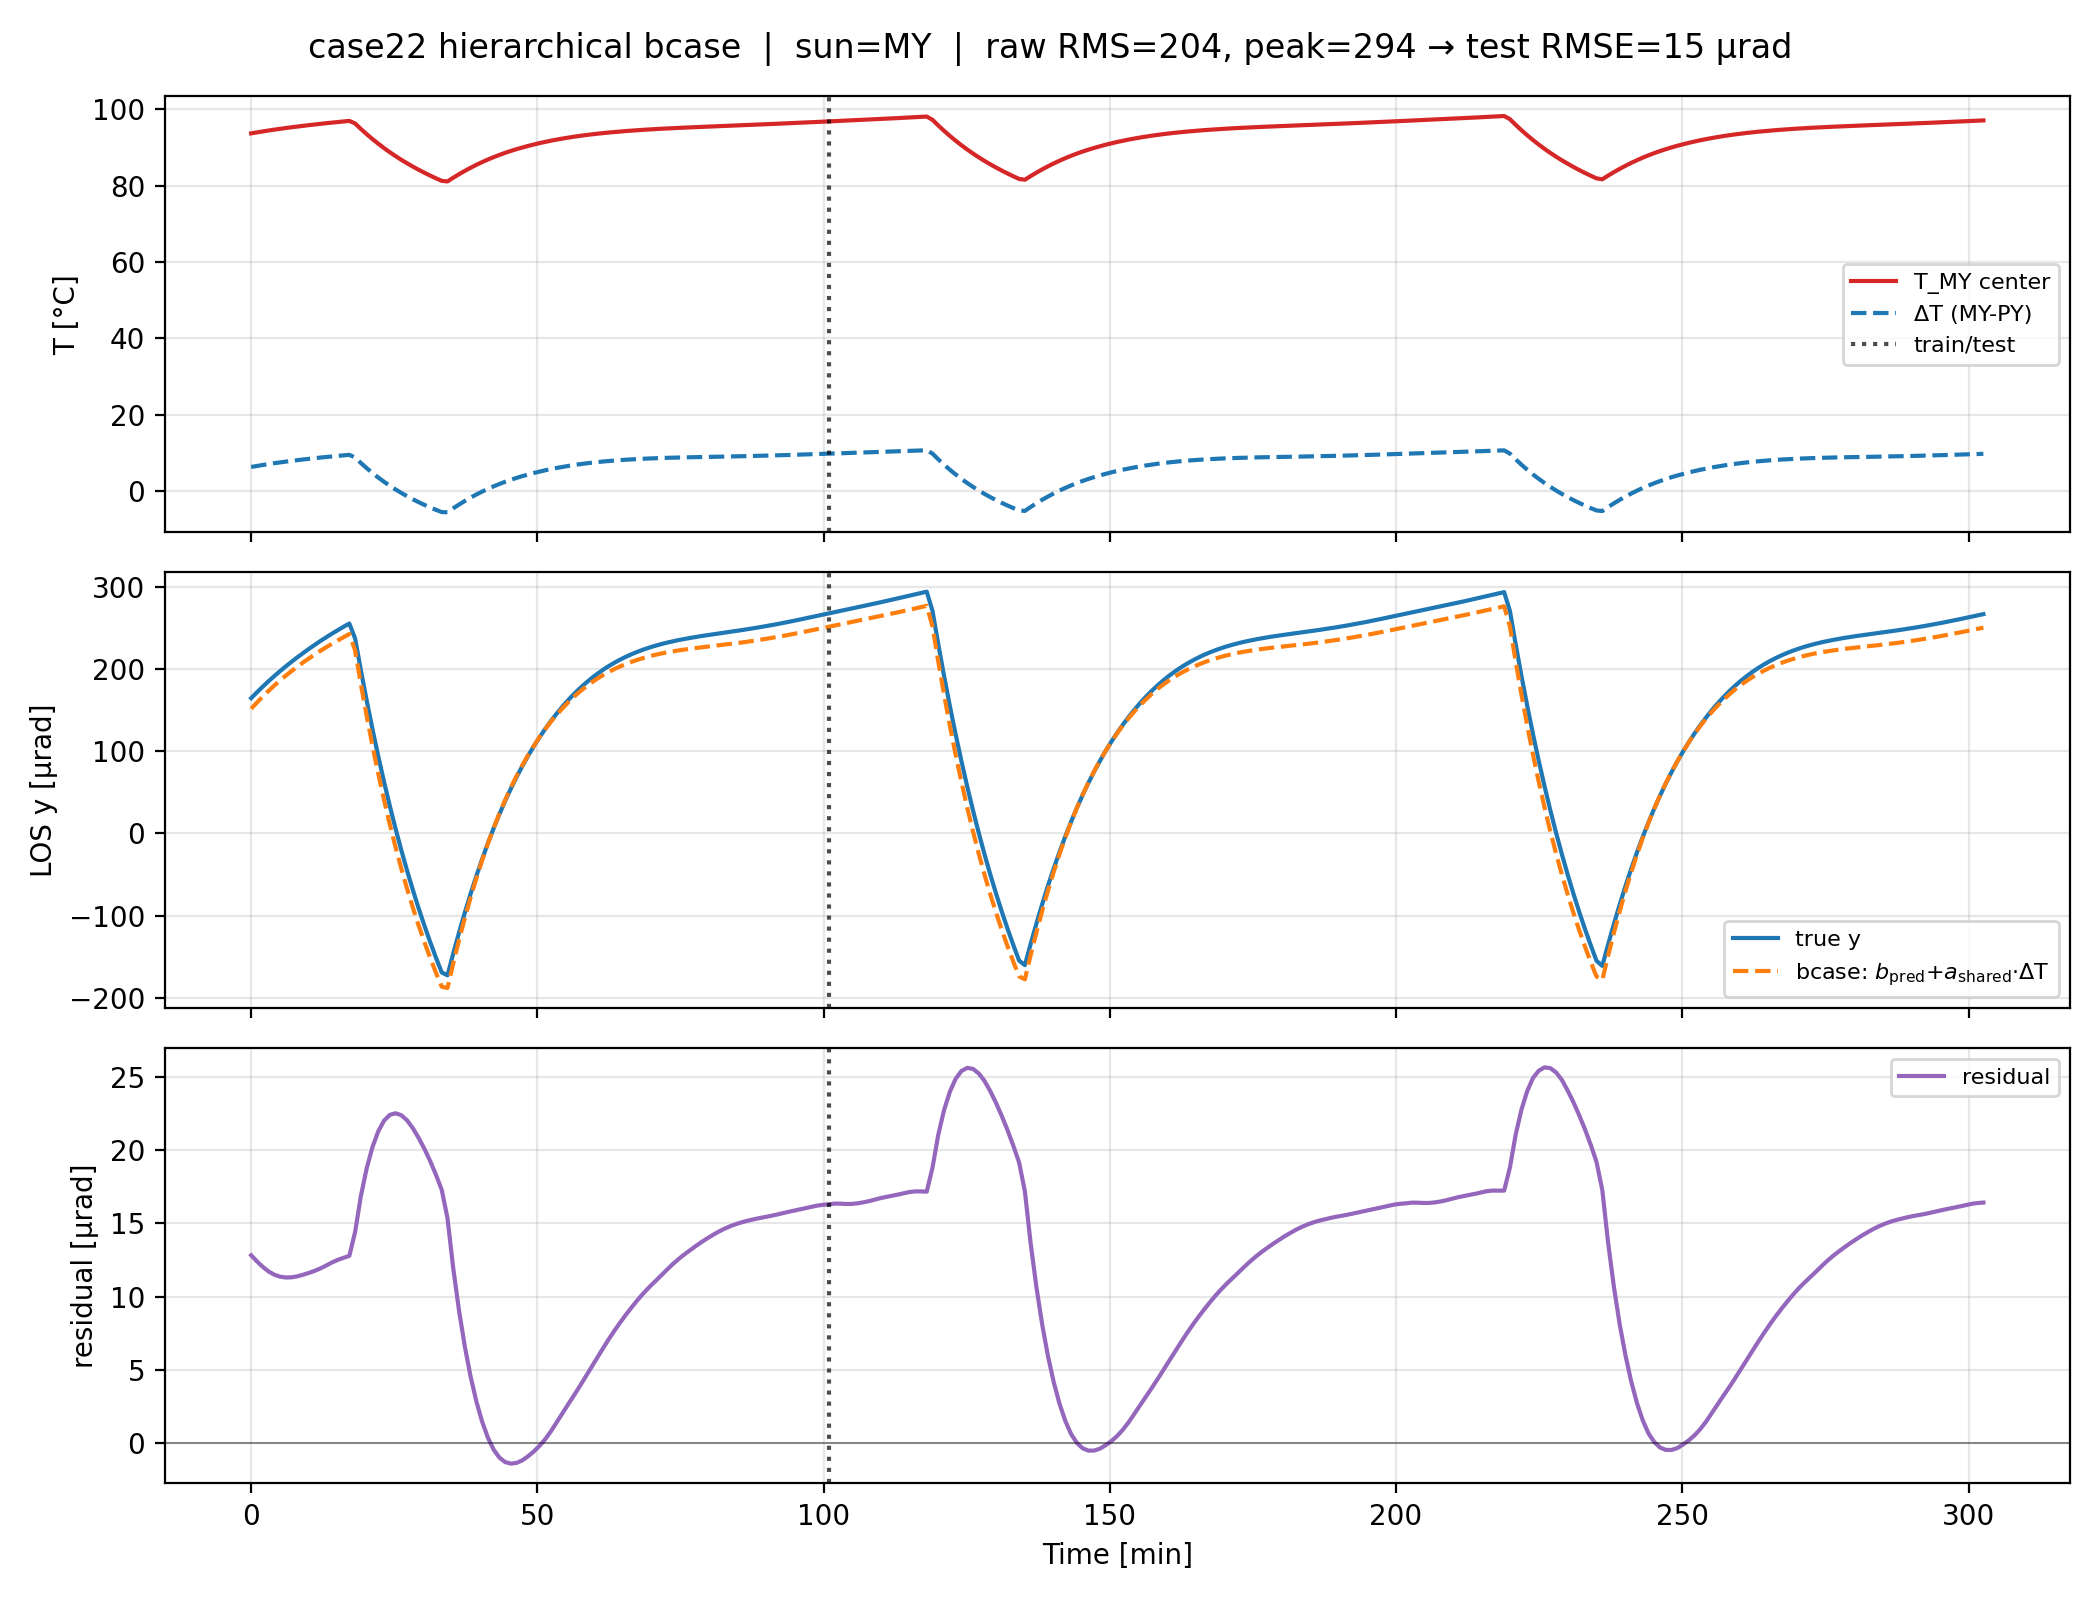 case22 hierarchical bcase | sun=MY | raw RMS=204, peak=294 → test RMSE=15 μrad
100
80
60
40
20
0
T [°C]
T_MY center
ΔT (MY-PY)
train/test
300
200
100
0
−100
−200
LOS y [μrad]
true y
bcase: b_pred+a_shared·ΔT
25
20
15
10
5
0
residual [μrad]
residual
0 50 100 150 200 250 300
Time [min]